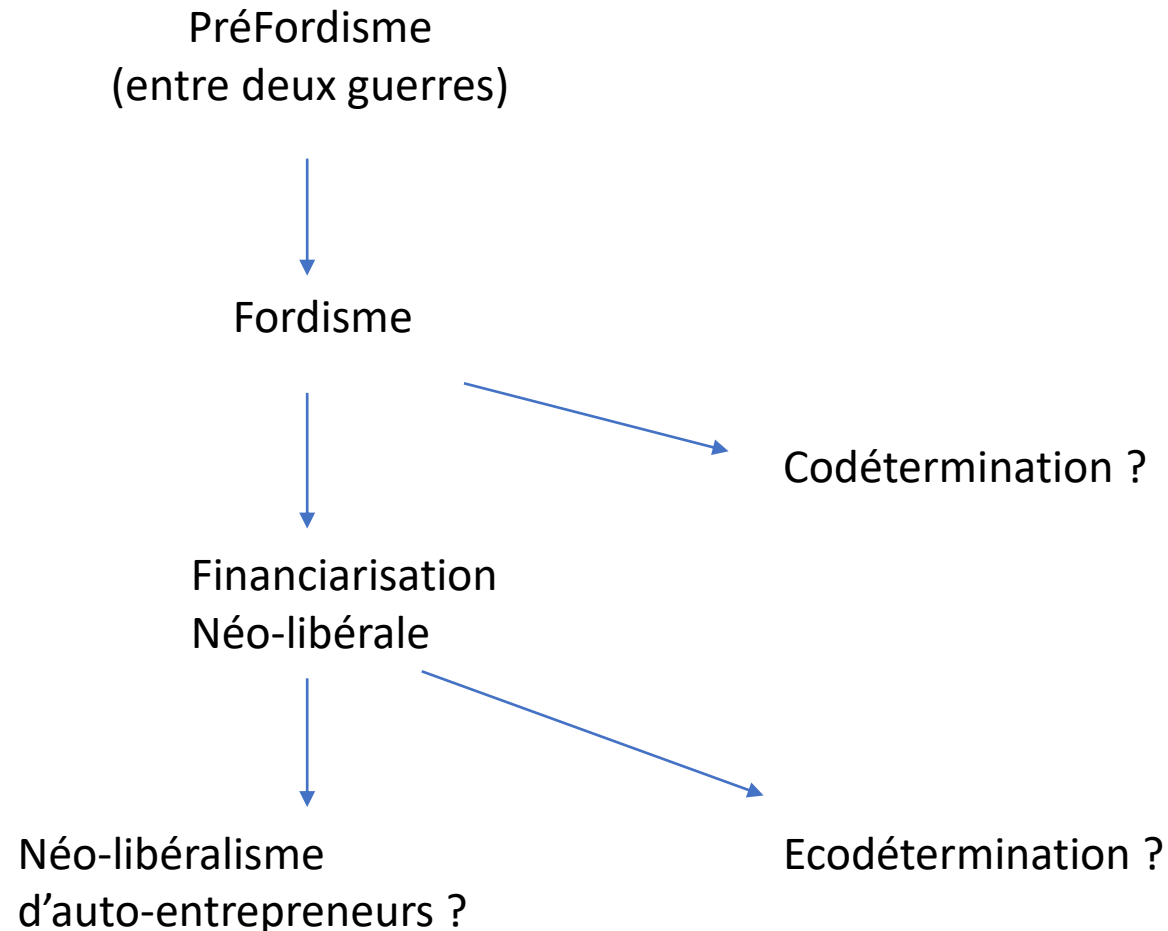 PréFordisme
(entre deux guerres)
Fordisme
Codétermination ?
Financiarisation
Néo-libérale
Néo-libéralisme
d'auto-entrepreneurs ?
Ecodétermination ?